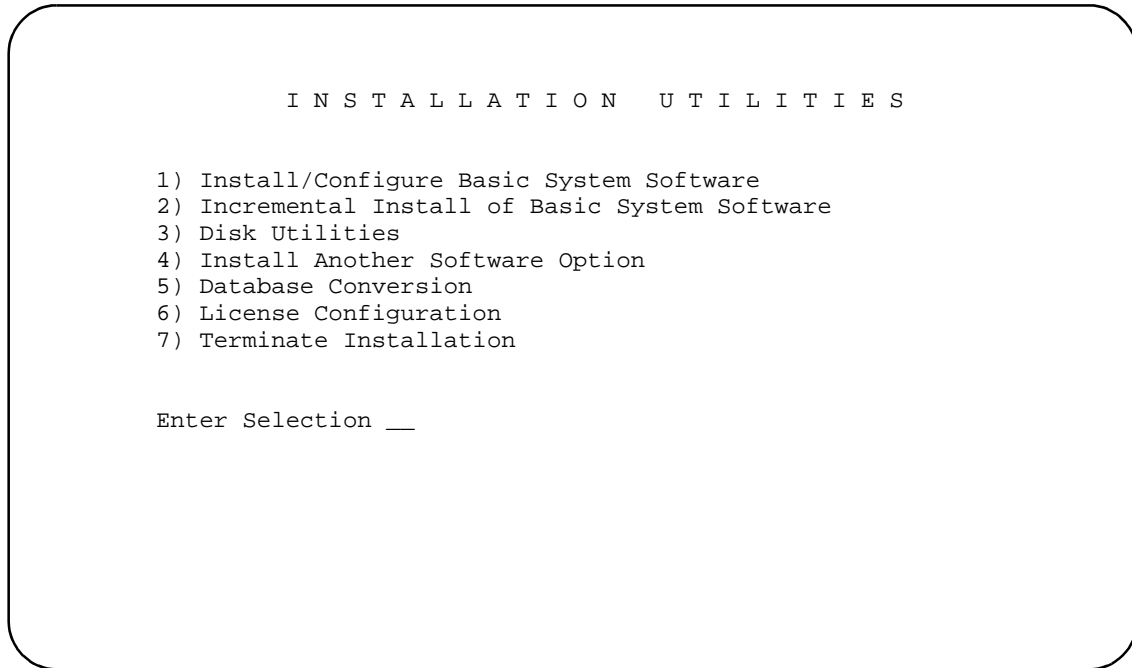 I N S T A L L A T I O N   U T I L I T I E S
1) Install/Configure Basic System Software
2) Incremental Install of Basic System Software
3) Disk Utilities
4) Install Another Software Option
5) Database Conversion
6) License Configuration
7) Terminate Installation
Enter Selection __